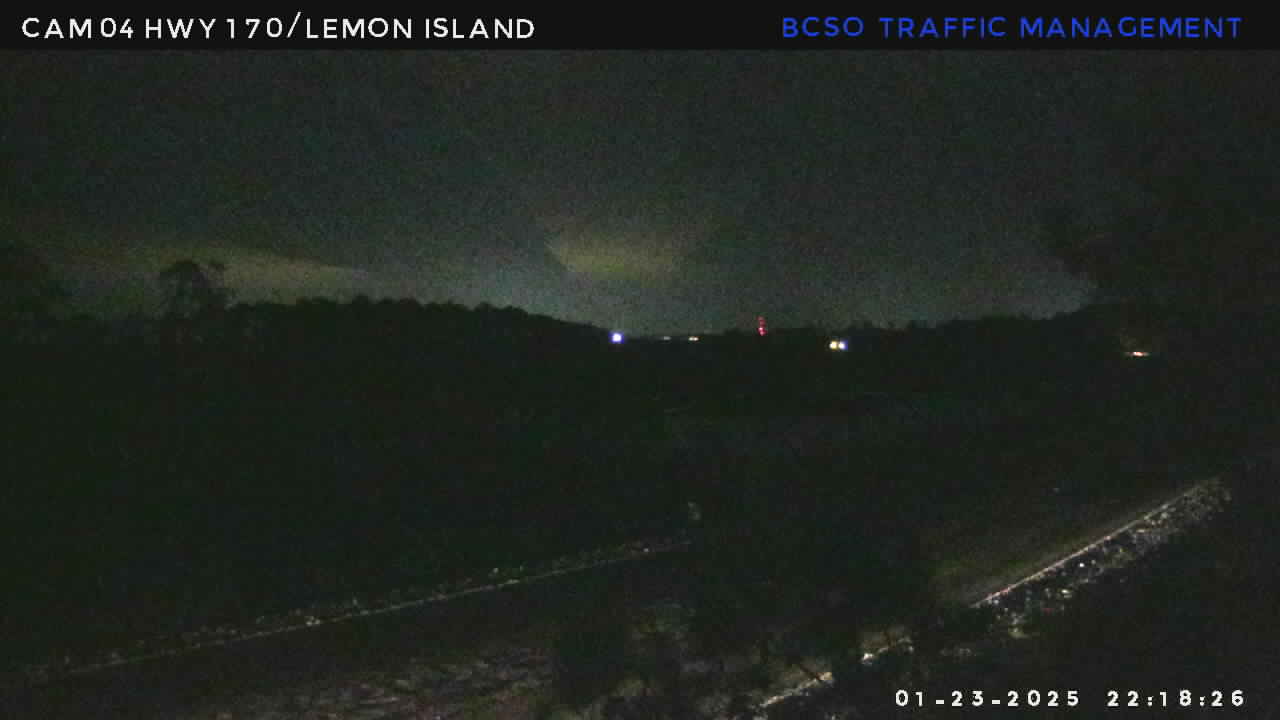 CAM04 HWY 170/LEMON ISLAND
BCSO TRAFFIC MANAGEMENT
01-23-2025 22:18:26